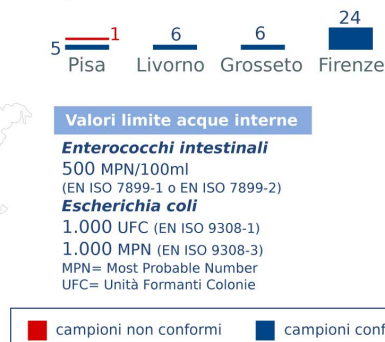 24
1
6
6
5
Pisa Livorno Grosseto Firenze
Valori limite acque interne
Enterococchi intestinali
500 MPN/100ml
(EN ISO 7899-1 o EN ISO 7899-2)
Escherichia coli
1.000 UFC (EN ISO 9308-1)
1.000 MPN (EN ISO 9308-3)
MPN= Most Probable Number
UFC= Unità Formanti Colonie
campioni non conformi campioni conf